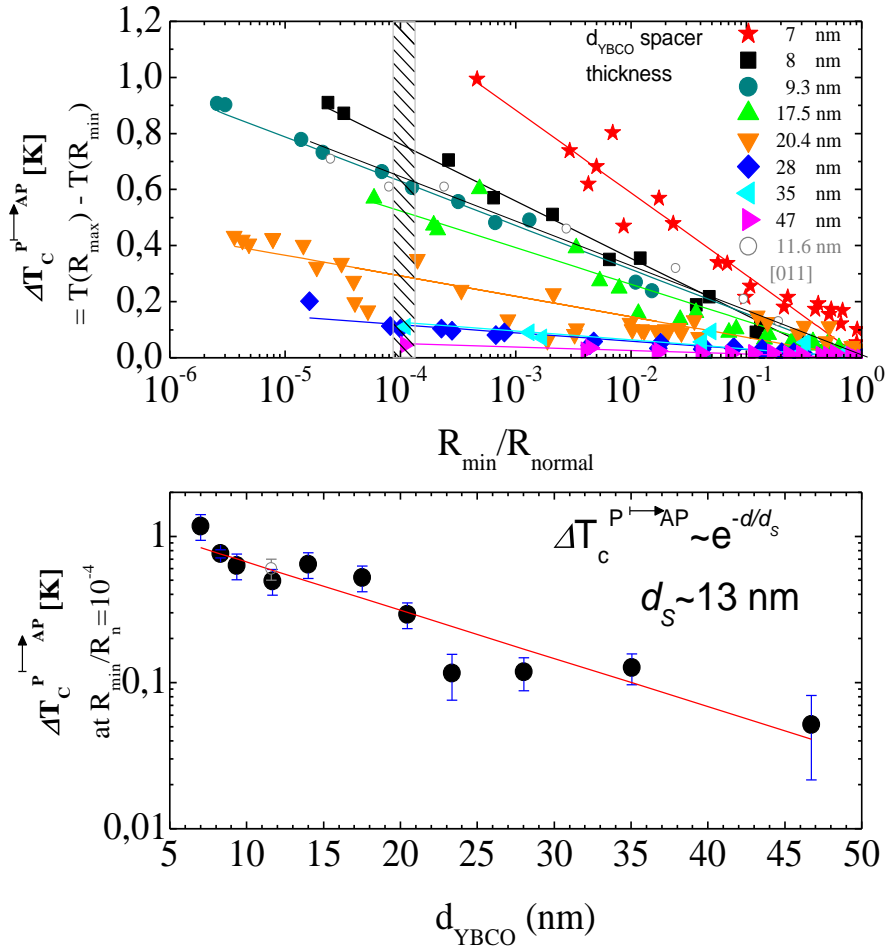 1,2
1,0
0,8
0,6
0,4
0,2
0,0
ΔT_C^{P↦AP} [K]
= T(R_max) - T(R_min)
d_YBCO spacer
thickness
7 nm
8 nm
9.3 nm
17.5 nm
20.4 nm
28 nm
35 nm
47 nm
11.6 nm
[011]
10^-6 10^-5 10^-4 10^-3 10^-2 10^-1 10^0
R_min/R_normal
1
0,1
0,01
ΔT_C^{P↦AP} [K]
at R_min/R_n=10^-4
ΔT_c^{P↦AP} ~e^{-d/d_s}
d_S~13 nm
5 10 15 20 25 30 35 40 45 50
d_YBCO (nm)